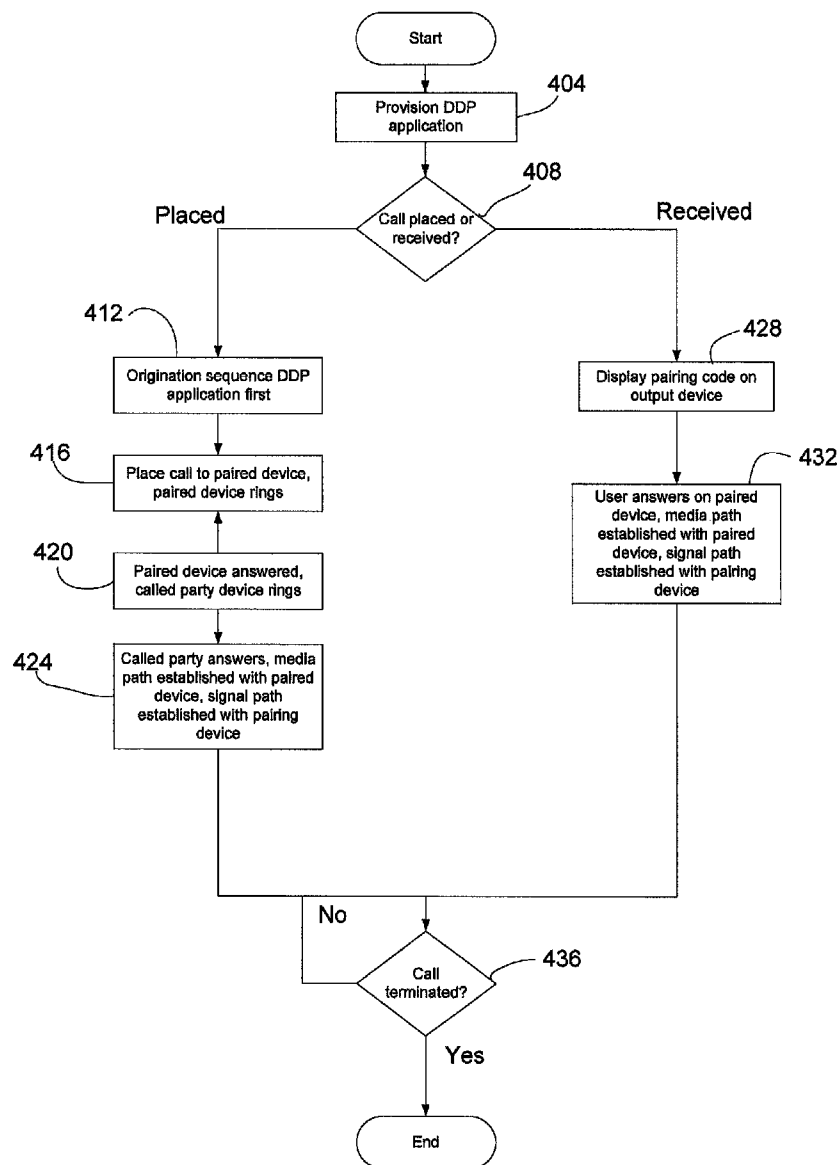 Start
404
Provision DDP
application
408
Placed
Received
Call placed or
received?
412
428
Origination sequence DDP
application first
Display pairing code on
output device
416
432
Place call to paired device,
paired device rings
User answers on paired
device, media path
established with paired
device, signal path
established with pairing
device
420
Paired device answered,
called party device rings
424
Called party answers, media
path established with paired
device, signal path
established with pairing
device
No
436
Call
terminated?
Yes
End